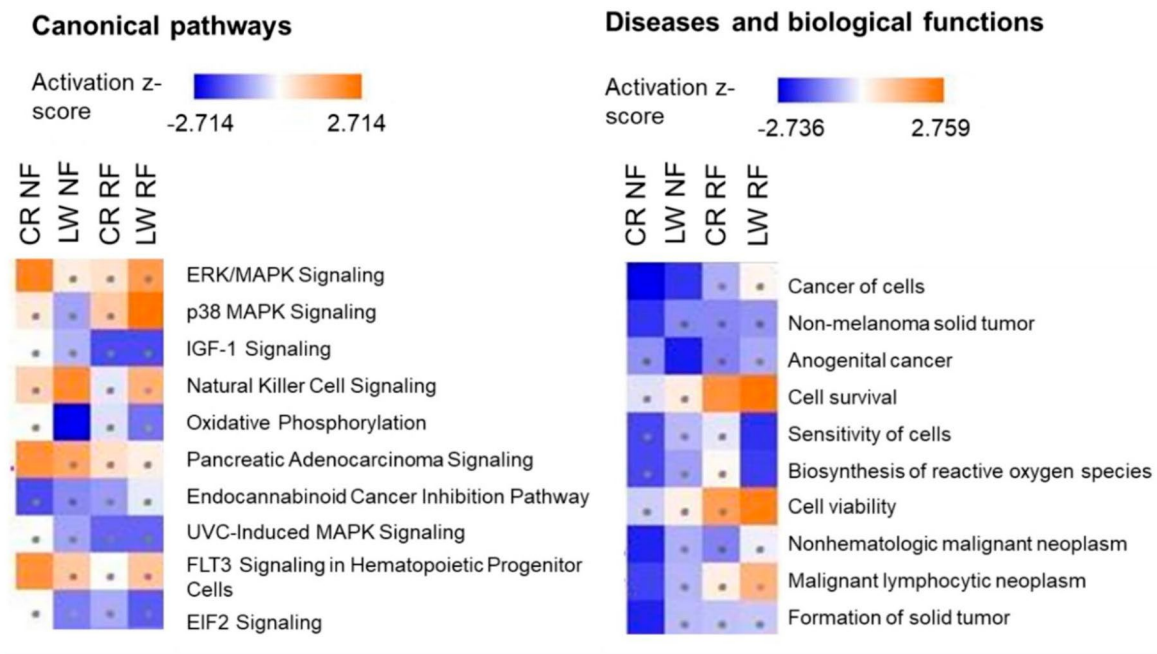 Canonical pathways
Activation z-
score
-2.714
2.714
CR NF
LW NF
CR RF
LW RF
ERK/MAPK Signaling
p38 MAPK Signaling
IGF-1 Signaling
Natural Killer Cell Signaling
Oxidative Phosphorylation
Pancreatic Adenocarcinoma Signaling
Endocannabinoid Cancer Inhibition Pathway
UVC-Induced MAPK Signaling
FLT3 Signaling in Hematopoietic Progenitor
Cells
EIF2 Signaling
Diseases and biological functions
Activation z-
score
-2.736
2.759
CR NF
LW NF
CR RF
LW RF
Cancer of cells
Non-melanoma solid tumor
Anogenital cancer
Cell survival
Sensitivity of cells
Biosynthesis of reactive oxygen species
Cell viability
Nonhematologic malignant neoplasm
Malignant lymphocytic neoplasm
Formation of solid tumor